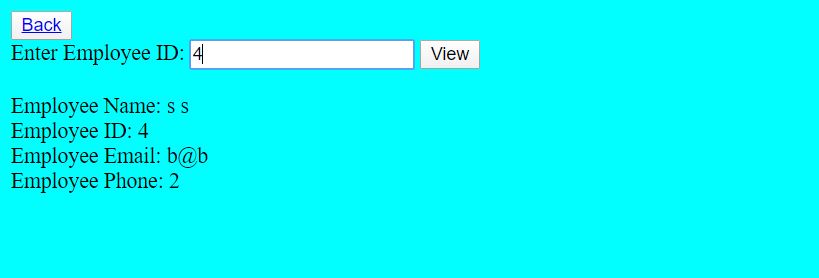 Back
Enter Employee ID: 4 View
Employee Name: s s
Employee ID: 4
Employee Email: b@b
Employee Phone: 2